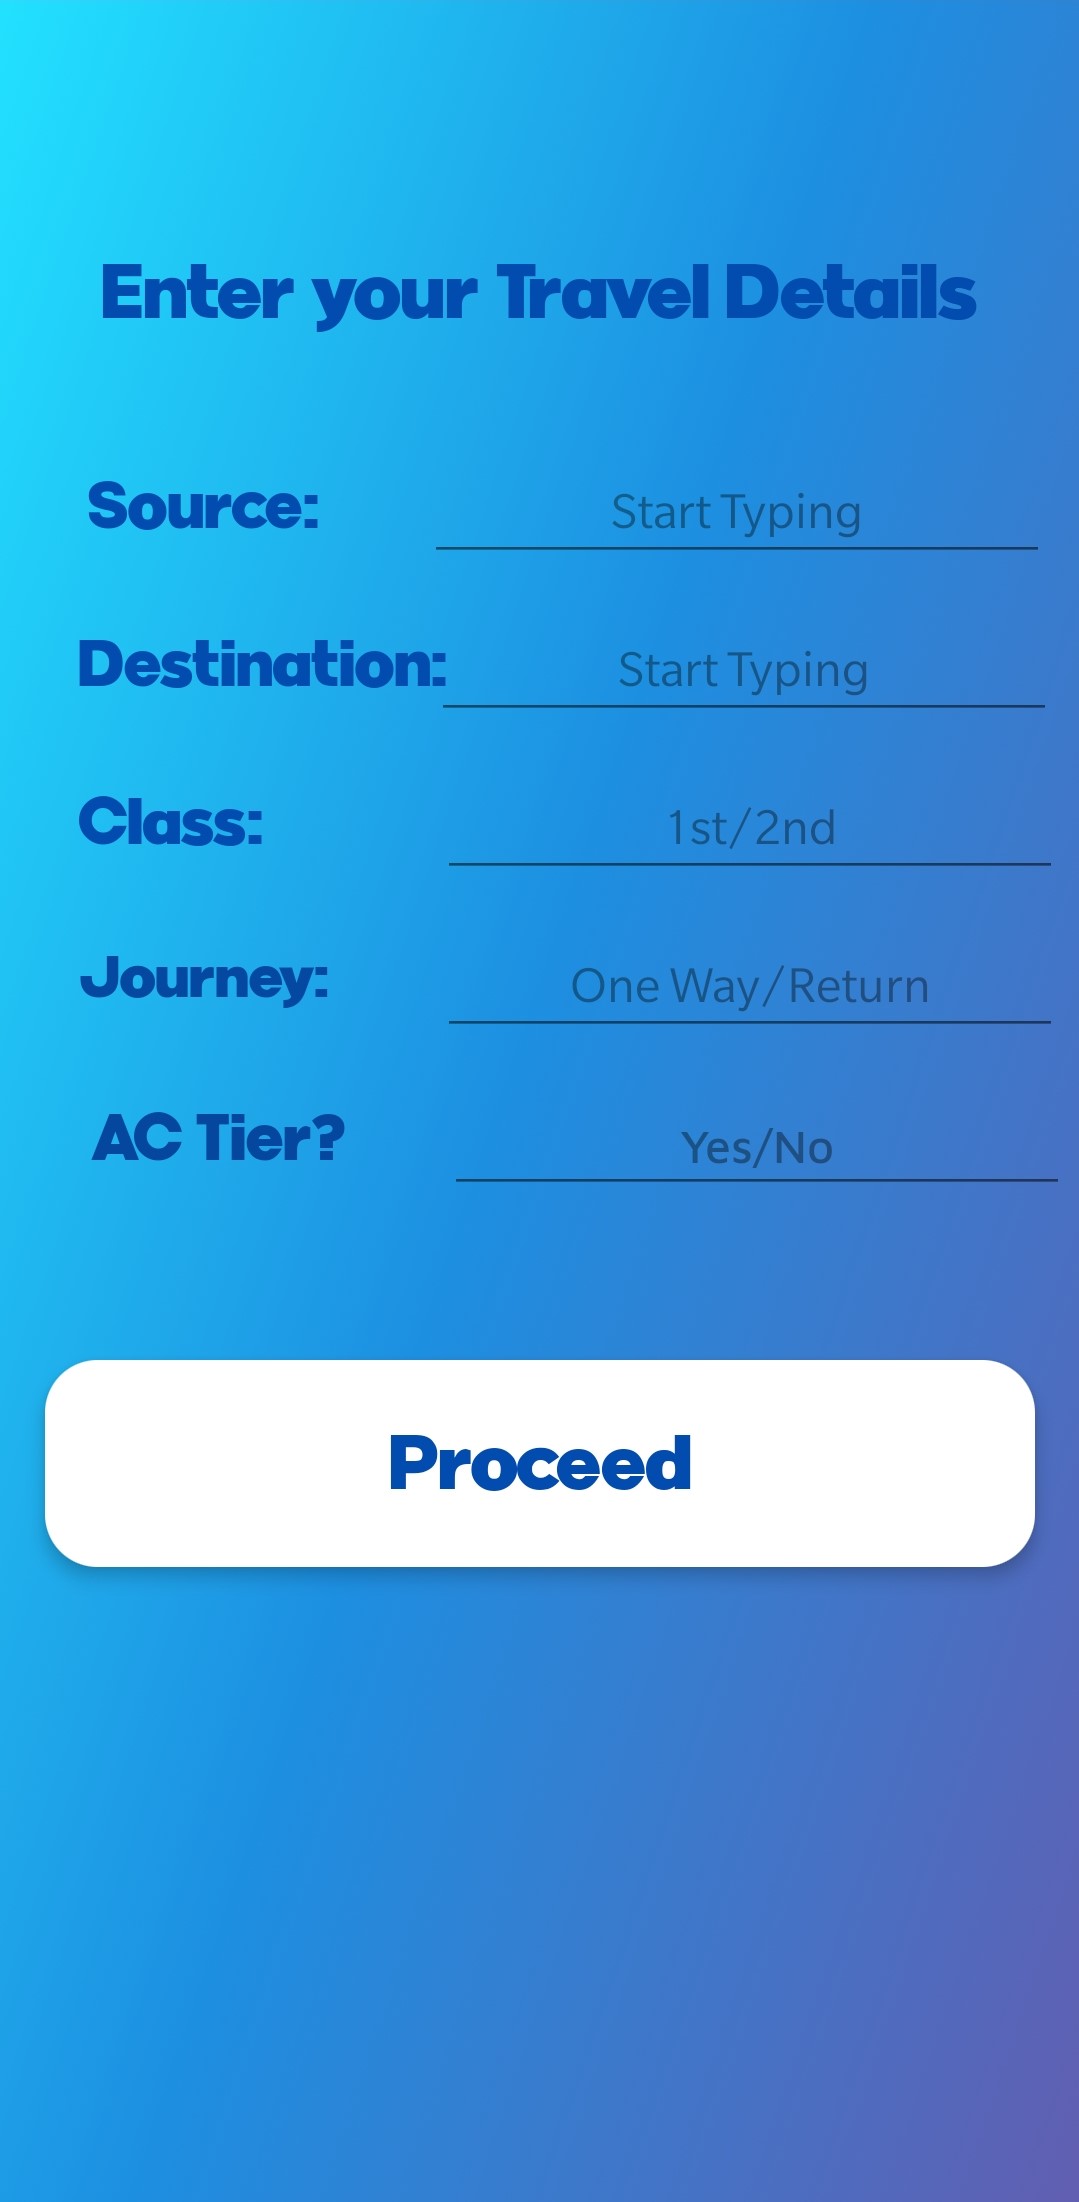 Enter your Travel Details
Source: Start Typing
Destination: Start Typing
Class: 1st/2nd
Journey: One Way/Return
AC Tier? Yes/No
Proceed